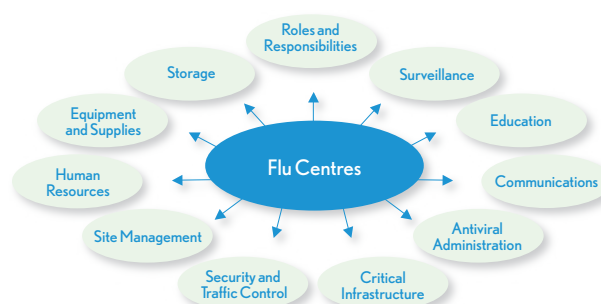 Roles and
Responsibilities
Storage
Surveillance
Equipment
and Supplies
Education
Flu Centres
Human
Resources
Communications
Site Management
Antiviral
Administration
Security and
Traffic Control
Critical
Infrastructure